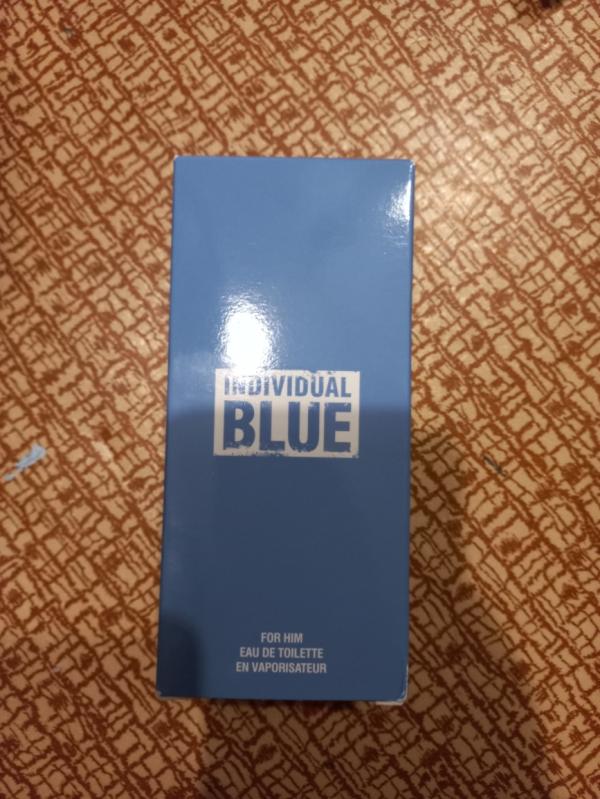 INDIVIDUAL
BLUE
FOR HIM
EAU DE TOILETTE
EN VAPORISATEUR